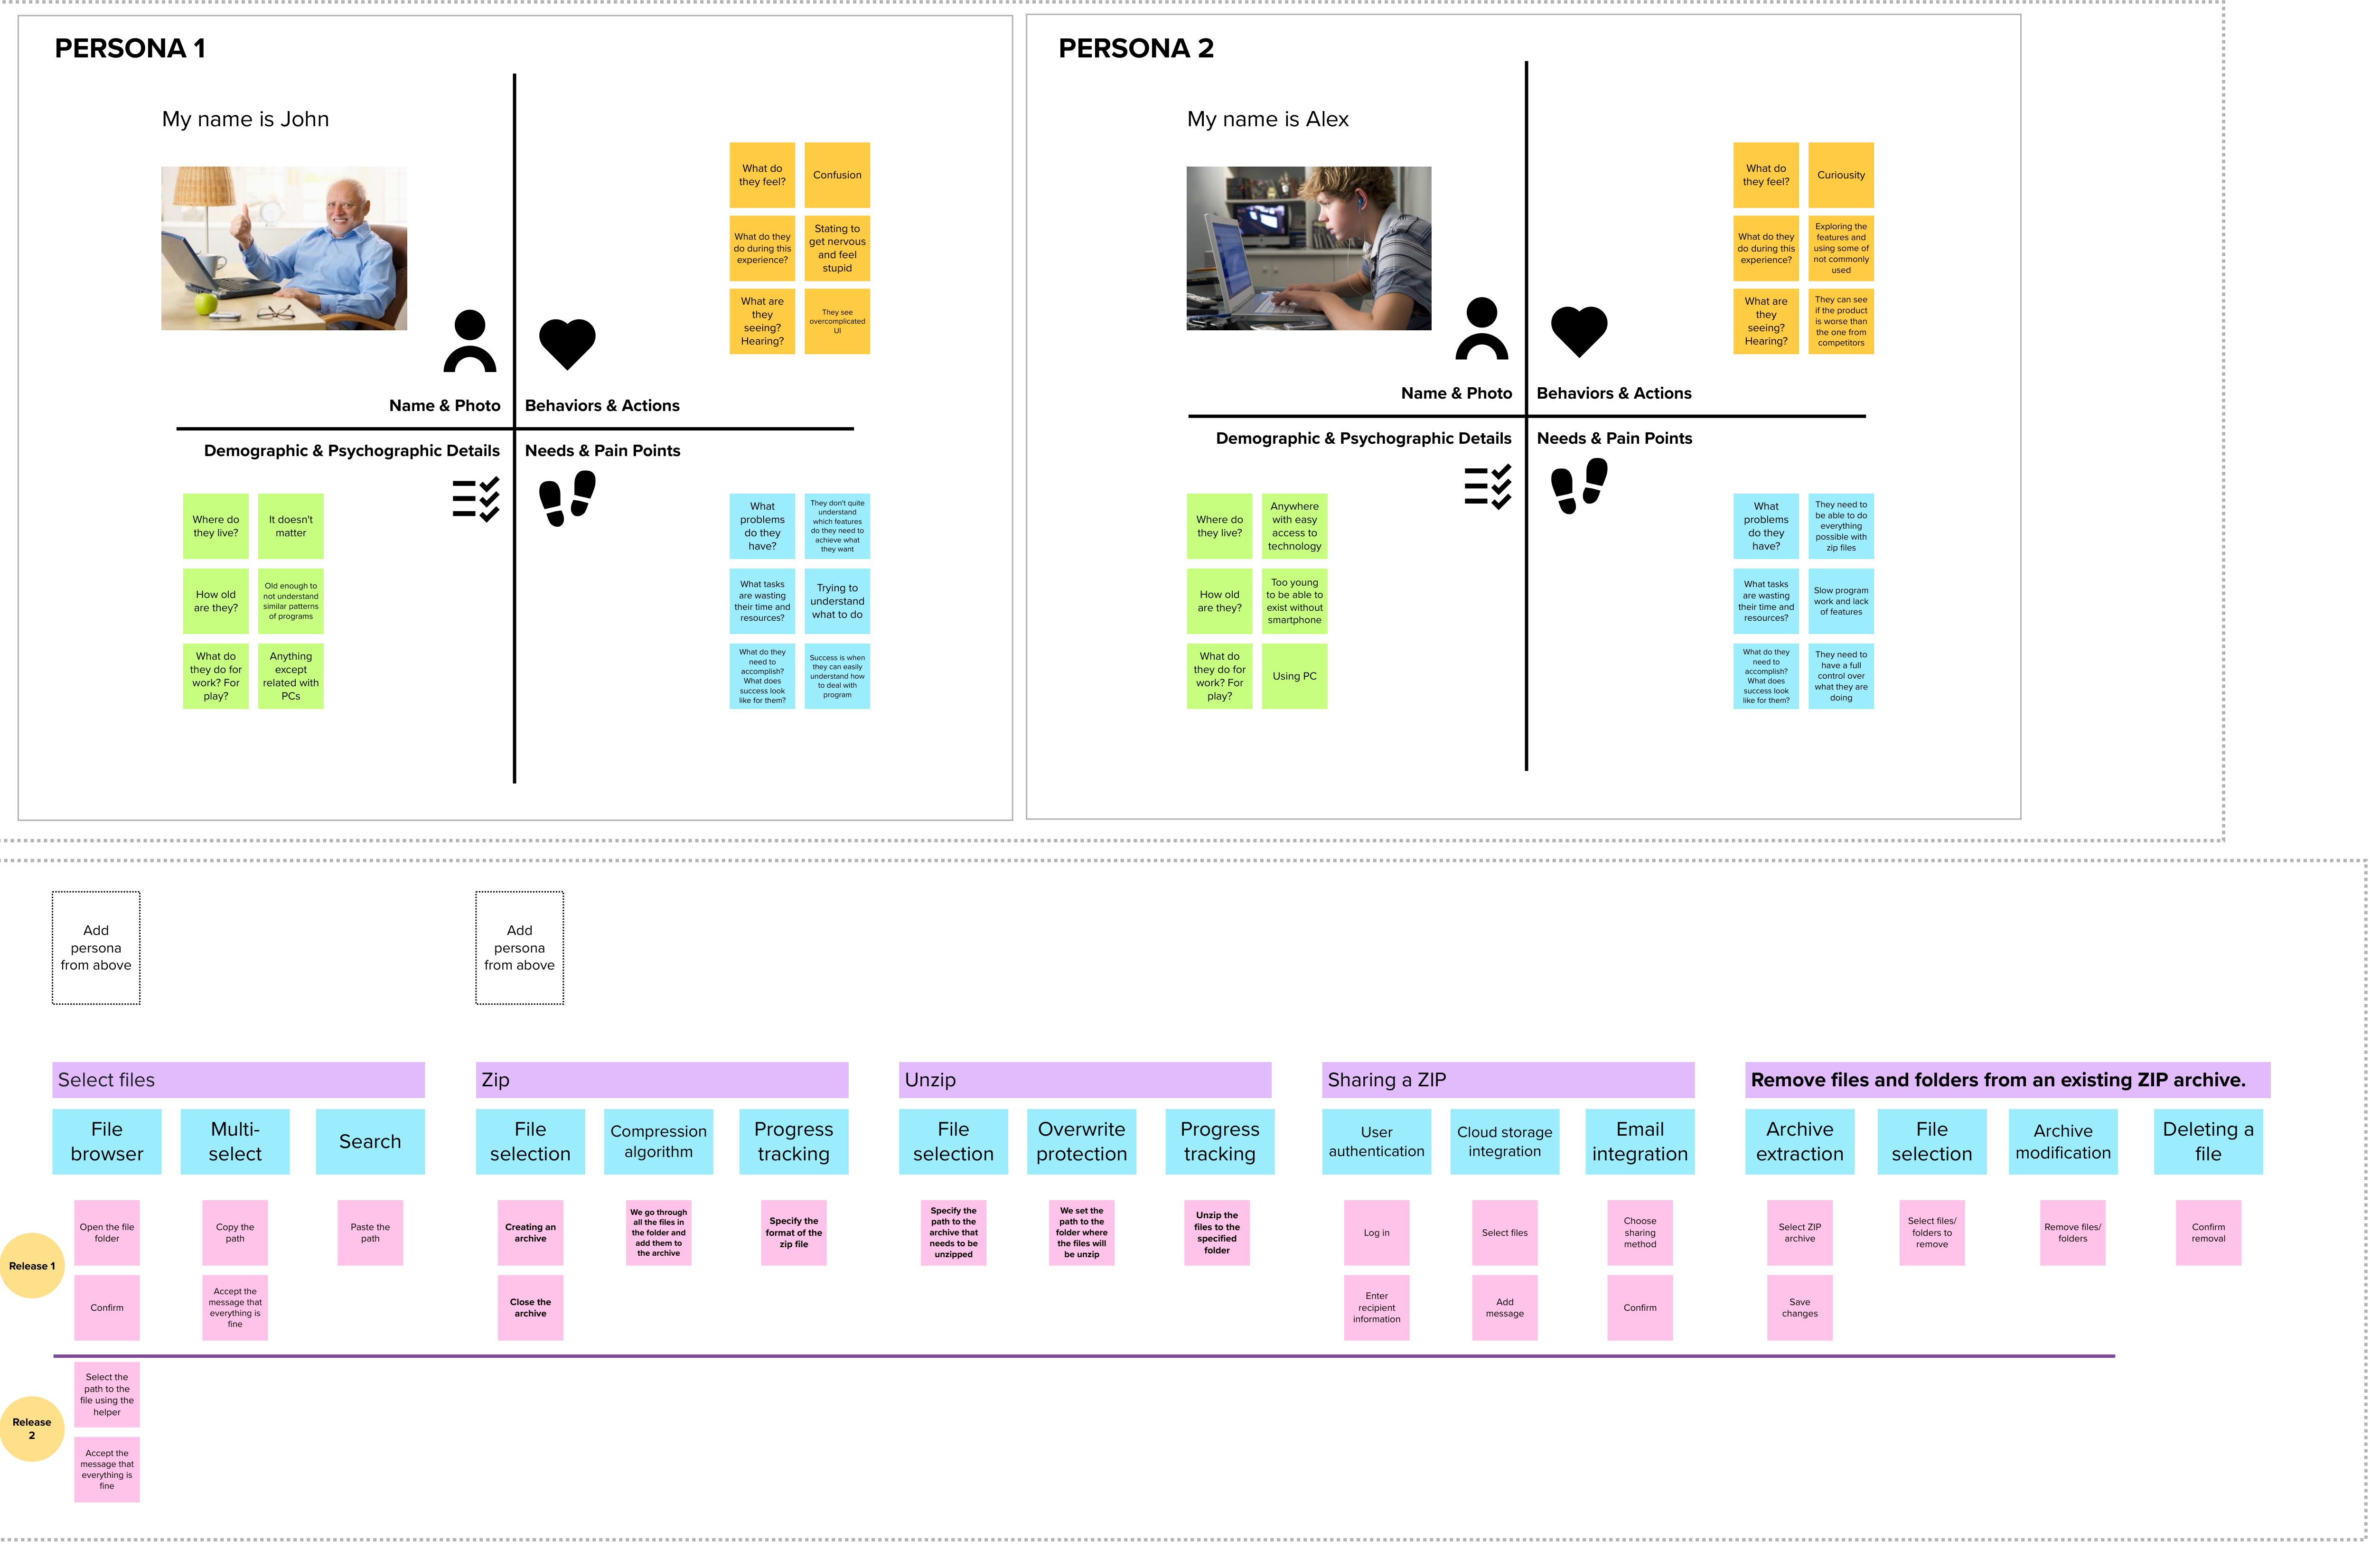 PERSONA 1
My name is John
What do
they feel?
Confusion
What do they
do during this
experience?
Stating to
get nervous
and feel
stupid
What are
they
seeing?
Hearing?
They see
overcomplicated
UI
Name & Photo
Behaviors & Actions
Demographic & Psychographic Details
Needs & Pain Points
Where do
they live?
It doesn't
matter
How old
are they?
Old enough to
not understand
similar patterns
of programs
What do
they do for
work? For
play?
Anything
except
related with
PCs
What
problems
do they
have?
They don't quite
understand
which features
do they need to
achieve what
they want
What tasks
are wasting
their time and
resources?
Trying to
understand
what to do
What do they
need to
accomplish?
What does
success look
like for them?
Success is when
they can easily
understand how
to deal with
program
PERSONA 2
My name is Alex
What do
they feel?
Curiousity
What do they
do during this
experience?
Exploring the
features and
using some of
not commonly
used
What are
they
seeing?
Hearing?
They can see
if the product
is worse than
the one from
competitors
Name & Photo
Behaviors & Actions
Demographic & Psychographic Details
Needs & Pain Points
Where do
they live?
Anywhere
with easy
access to
technology
How old
are they?
Too young
to be able to
exist without
smartphone
What do
they do for
work? For
play?
Using PC
What
problems
do they
have?
They need to
be able to do
everything
possible with
zip files
What tasks
are wasting
their time and
resources?
Slow program
work and lack
of features
What do they
need to
accomplish?
What does
success look
like for them?
They need to
have a full
control over
what they are
doing
Add
persona
from above
Add
persona
from above
Select files
Zip
Unzip
Sharing a ZIP
Remove files and folders from an existing ZIP archive.
File
browser
Multi-
select
Search
File
selection
Compression
algorithm
Progress
tracking
File
selection
Overwrite
protection
Progress
tracking
User
authentication
Cloud storage
integration
Email
integration
Archive
extraction
File
selection
Archive
modification
Deleting a
file
Release 1
Open the file
folder
Copy the
path
Paste the
path
Creating an
archive
We go through
all the files in
the folder and
add them to
the archive
Specify the
format of the
zip file
Specify the
path to the
archive that
needs to be
unzipped
We set the
path to the
folder where
the files will
be unzip
Unzip the
files to the
specified
folder
Log in
Select files
Choose
sharing
method
Select ZIP
archive
Select files/
folders to
remove
Remove files/
folders
Confirm
removal
Confirm
Accept the
message that
everything is
fine
Close the
archive
Enter
recipient
information
Add
message
Confirm
Save
changes
Release
2
Select the
path to the
file using the
helper
Accept the
message that
everything is
fine